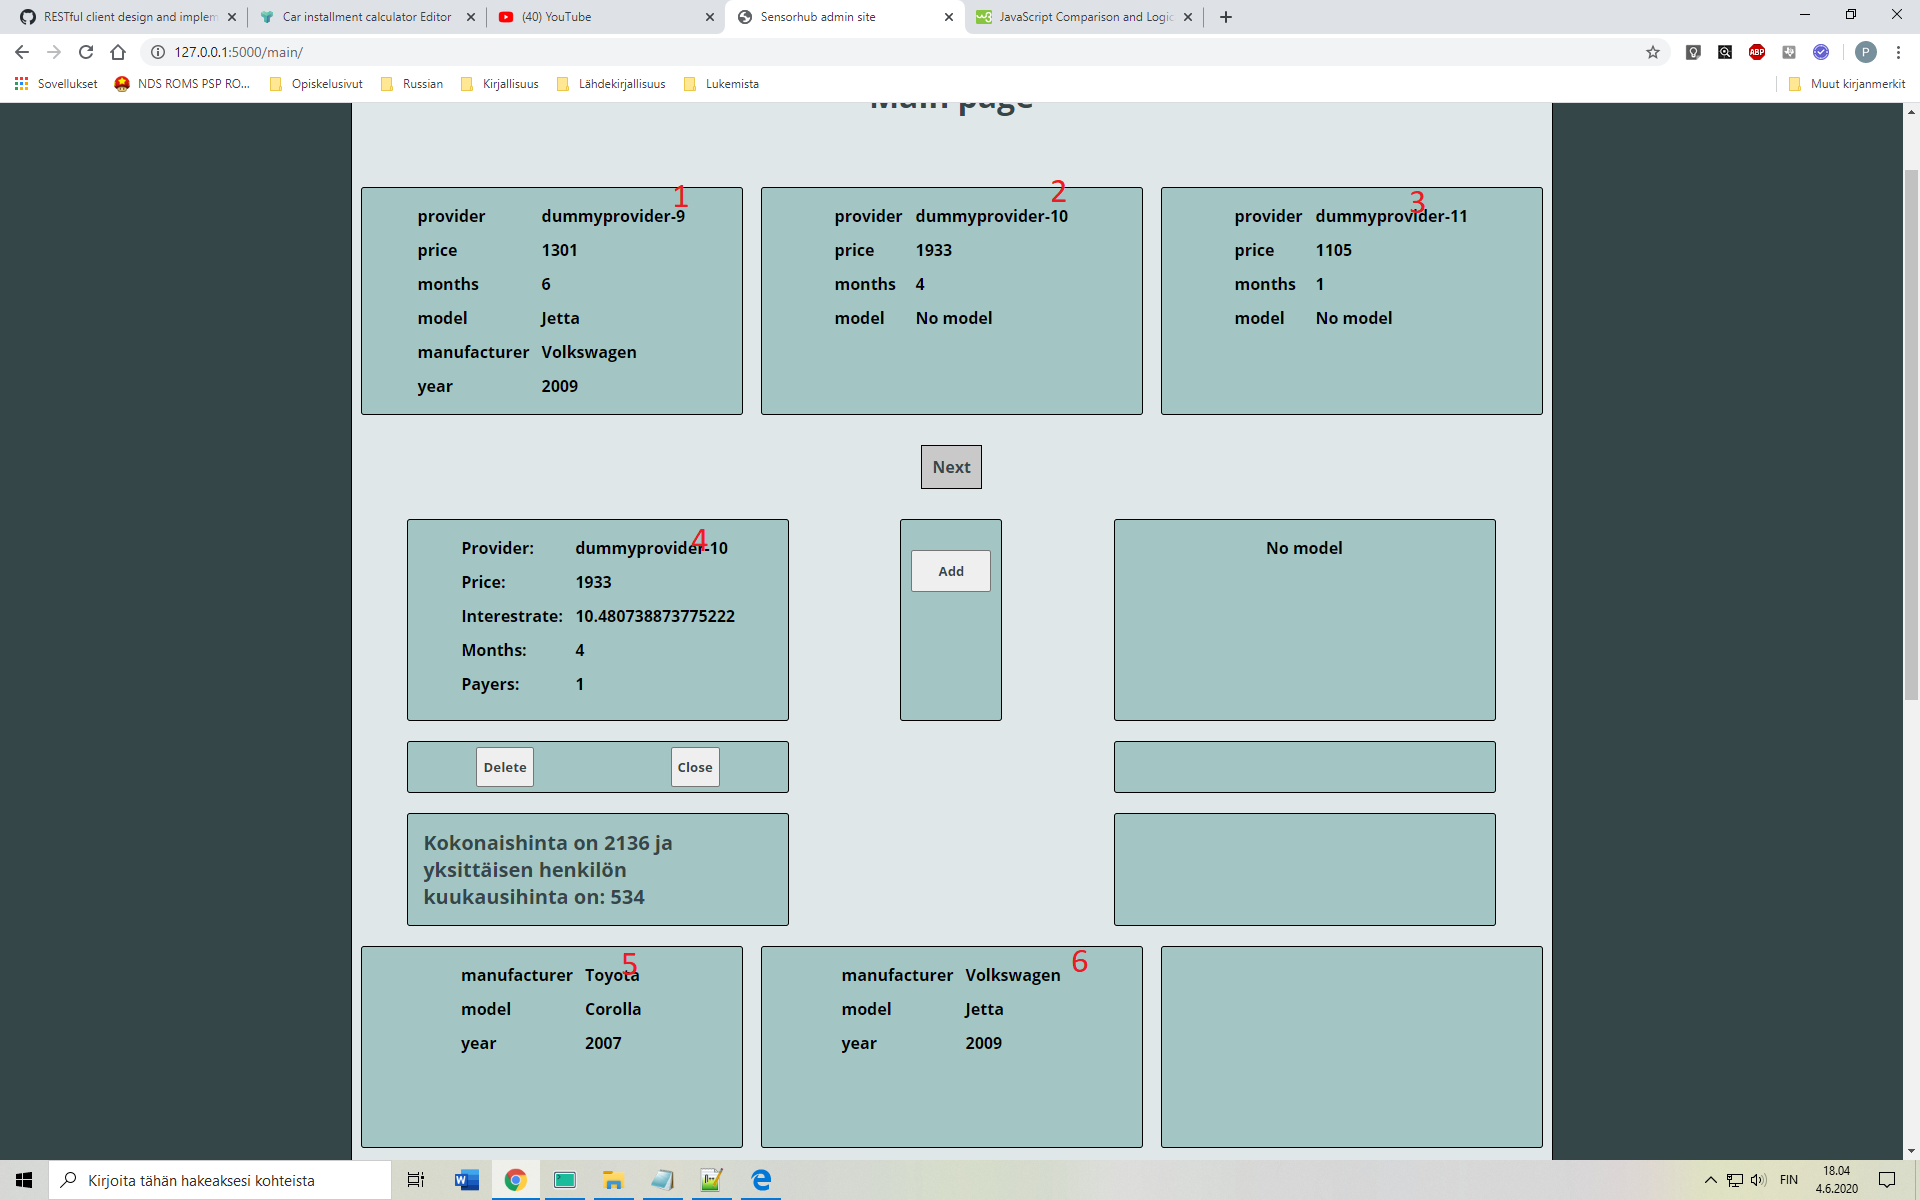 RESTful client design and implem
Car installment calculator Editor
(40) YouTube
Sensorhub admin site
JavaScript Comparison and Logic
127.0.0.1:5000/main/
ABP
P
Sovellukset
NDS ROMS PSP RO...
Opiskelusivut
Russian
Kirjallisuus
Lähdekirjallisuus
Lukemista
Muut kirjanmerkit
Main page
1
provider dummyprovider-9
price 1301
months 6
model Jetta
manufacturer Volkswagen
year 2009
2
provider dummyprovider-10
price 1933
months 4
model No model
3
provider dummyprovider-11
price 1105
months 1
model No model
Next
4
Provider: dummyprovider-10
Price: 1933
Interestrate: 10.480738873775222
Months: 4
Payers: 1
Add
No model
Delete
Close
Kokonaishinta on 2136 ja
yksittäisen henkilön
kuukausihinta on: 534
5
manufacturer Toyota
model Corolla
year 2007
6
manufacturer Volkswagen
model Jetta
year 2009
Kirjoita tähän hakeaksesi kohteista
FIN
18.04
4.6.2020